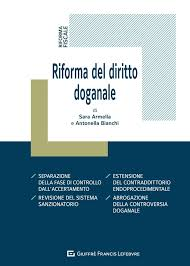 RIFORMA
FISCALE
Riforma del diritto
doganale
di
Sara Armella
e Antonella Bianchi
SEPARAZIONE
DELLA FASE DI CONTROLLO
DALL'ACCERTAMENTO
REVISIONE DEL SISTEMA
SANZIONATORIO
ESTENSIONE
DEL CONTRADDITTORIO
ENDOPROCEDIMENTALE
ABROGAZIONE
DELLA CONTROVERSIA
DOGANALE
GIUFFRÈ FRANCIS LEFEBVRE